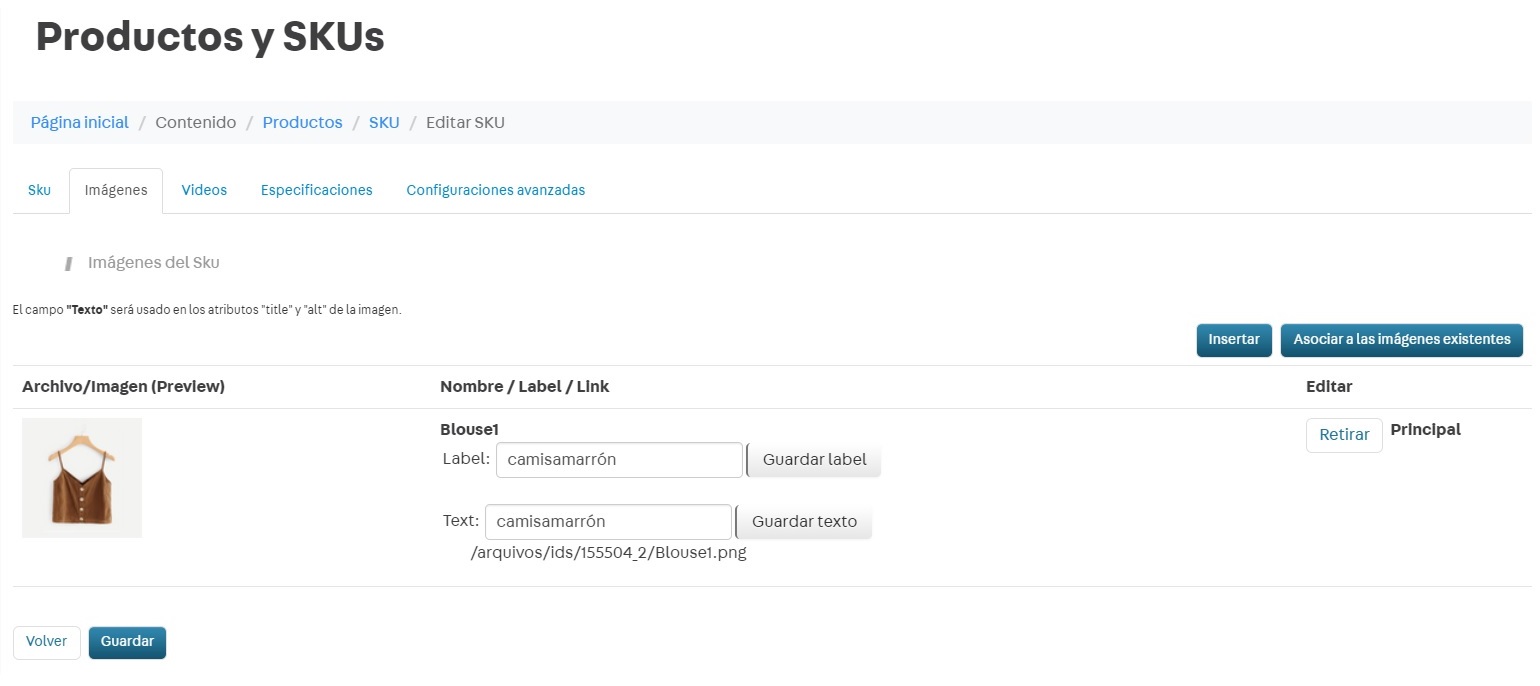 Productos y SKUs
Página inicial / Contenido / Productos / SKU / Editar SKU
Sku Imágenes Videos Especificaciones Configuraciones avanzadas
Imágenes del Sku
El campo "Texto" será usado en los atributos "title" y "alt" de la imagen.
Insertar Asociar a las imágenes existentes
Archivo/Imagen (Preview) Nombre / Label / Link Editar
Blouse1
Label: camisamarrón Guardar label
Retirar Principal
Text: camisamarrón Guardar texto
/arquivos/ids/155504_2/Blouse1.png
Volver Guardar